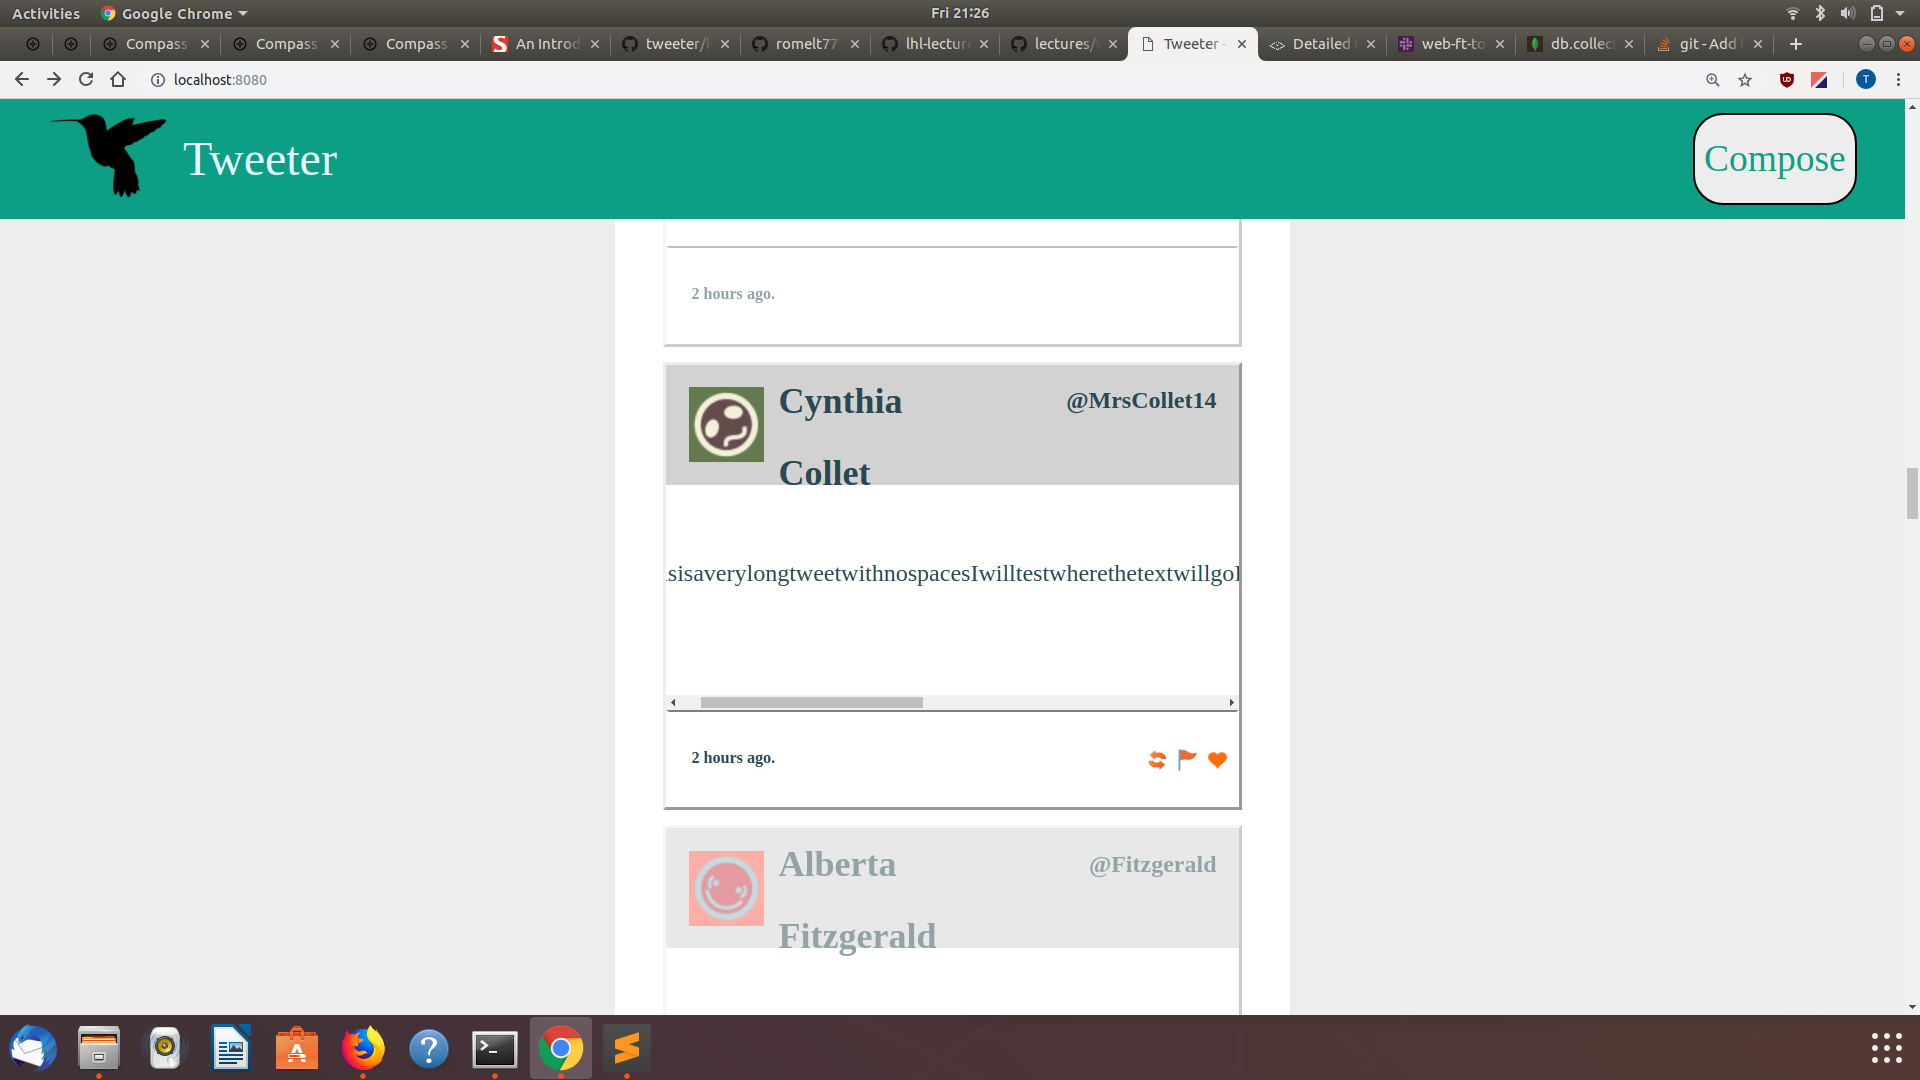 Activities Google Chrome Fri 21:26
Compass Compass Compass An Introd tweeter/l romelt77 lhl-lectur lectures/ Tweeter - Detailed web-ft-to db.collec git - Add i
localhost:8080 T
Tweeter Compose
2 hours ago.
Cynthia @MrsCollet14
Collet
sisaverylongtweetwithnospacesIwilltestwherethetextwillgoI
2 hours ago.
Alberta @Fitzgerald
Fitzgerald